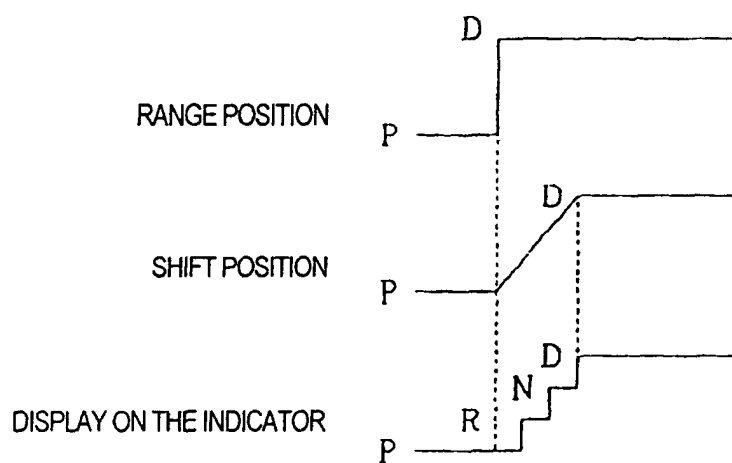 D
RANGE POSITION P
D
SHIFT POSITION P
D
N
R
DISPLAY ON THE INDICATOR P